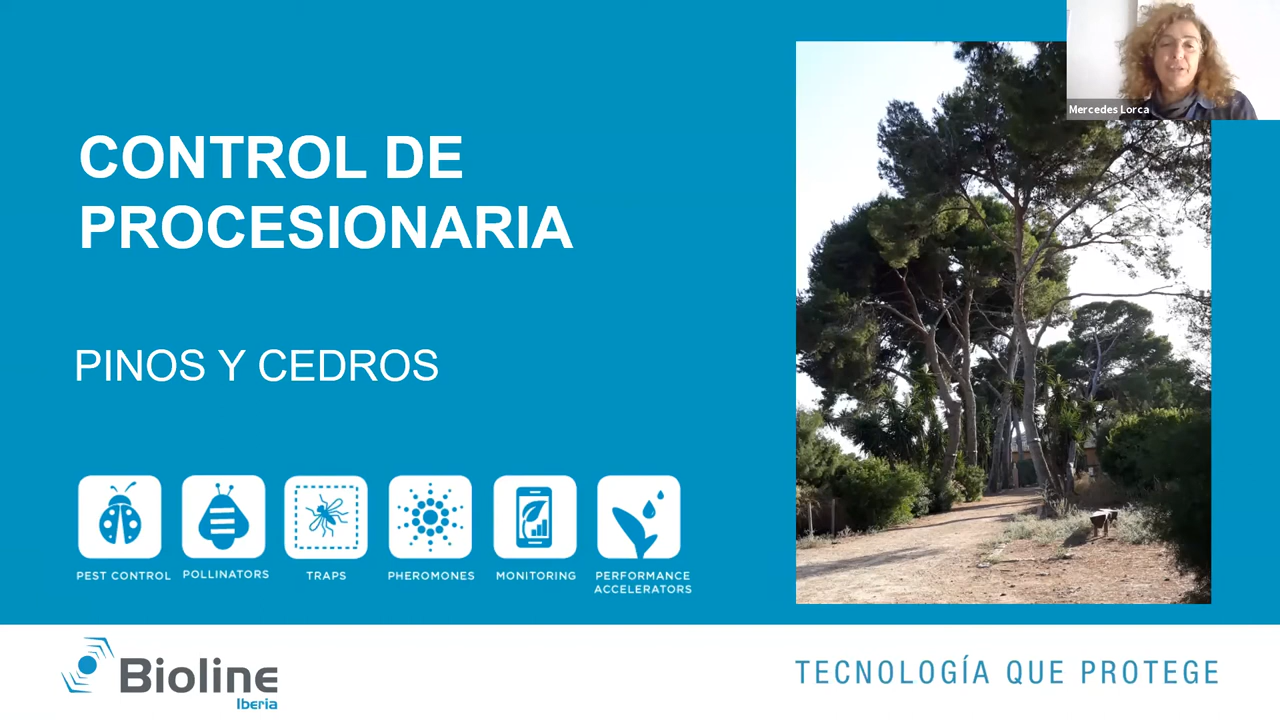 Mercedes Lorca
CONTROL DE
PROCESIONARIA
PINOS Y CEDROS
PEST CONTROL
POLLINATORS
TRAPS
PHEROMONES
MONITORING
PERFORMANCE
ACCELERATORS
Bioline
Iberia
TECNOLOGÍA QUE PROTEGE